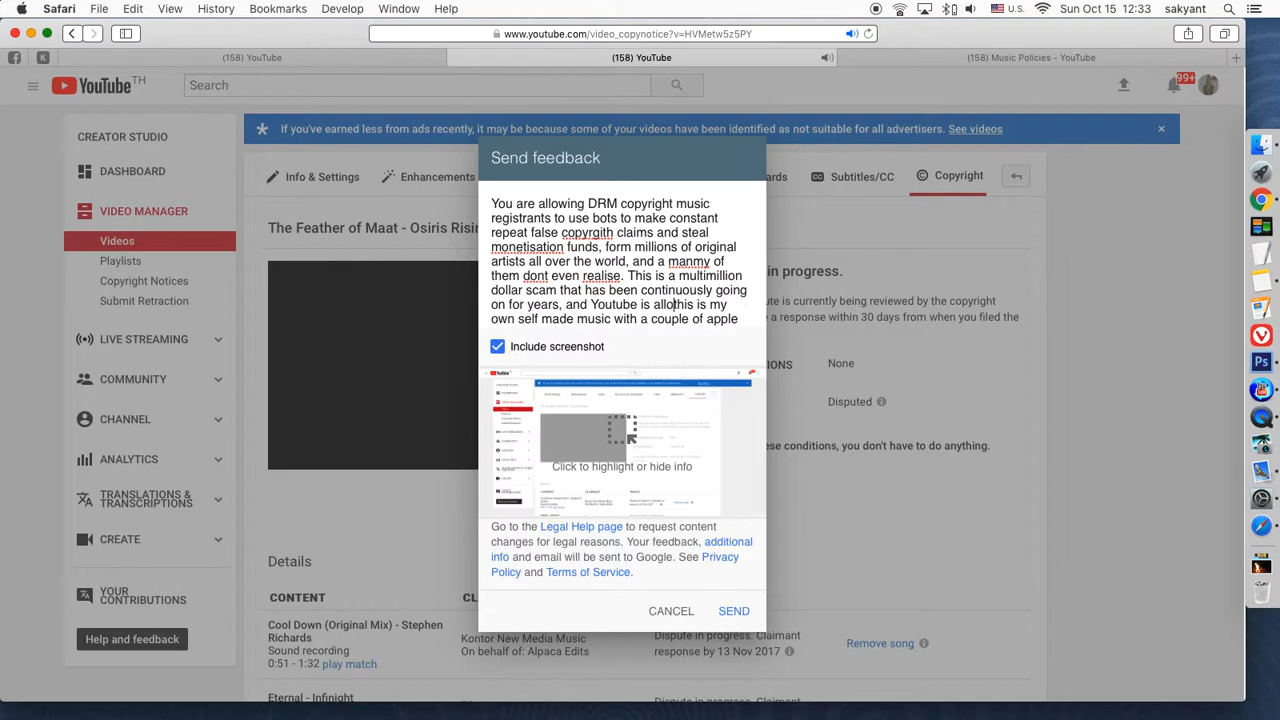 Safari File Edit View History Bookmarks Develop Window Help U.S. Sun Oct 15 12:33 sakyant
www.youtube.com/video_copynotice?v=HVMetw5z5PY
(158) YouTube (158) YouTube (158) Music Policies - YouTube
YouTube TH Search 99+
CREATOR STUDIO
DASHBOARD
VIDEO MANAGER
Videos
Playlists
Copyright Notices
Submit Retraction
LIVE STREAMING
COMMUNITY
CHANNEL
ANALYTICS
TRANSLATIONS &
TRANSCRIPTIONS
CREATE
YOUR
CONTRIBUTIONS
Help and feedback
If you've earned less from ads recently, it may be because some of your videos have been identified as not suitable for all advertisers. See videos
Info & Settings Enhancements ards Subtitles/CC Copyright
The Feather of Maat - Osiris Risin
Send feedback
You are allowing DRM copyright music
registrants to use bots to make constant
repeat false copyrgith claims and steal
monetisation funds, form millions of original
artists all over the world, and a manmy of
them dont even realise. This is a multimillion
dollar scam that has been continuously going
on for years, and Youtube is allothis is my
own self made music with a couple of apple
Include screenshot
Click to highlight or hide info
Go to the Legal Help page to request content
changes for legal reasons. Your feedback, additional
info and email will be sent to Google. See Privacy
Policy and Terms of Service.
CANCEL SEND
in progress.
ute is currently being reviewed by the copyright
e a response within 30 days from when you filed the
None
Disputed
hese conditions, you don't have to do anything.
Details
CONTENT CL
Cool Down (Original Mix) - Stephen
Richards
Sound recording
0:51 - 1:32 play match
Kontor New Media Music
On behalf of: Alpaca Edits
Dispute in progress. Claimant
response by 13 Nov 2017
Remove song
Eternal - Infinight